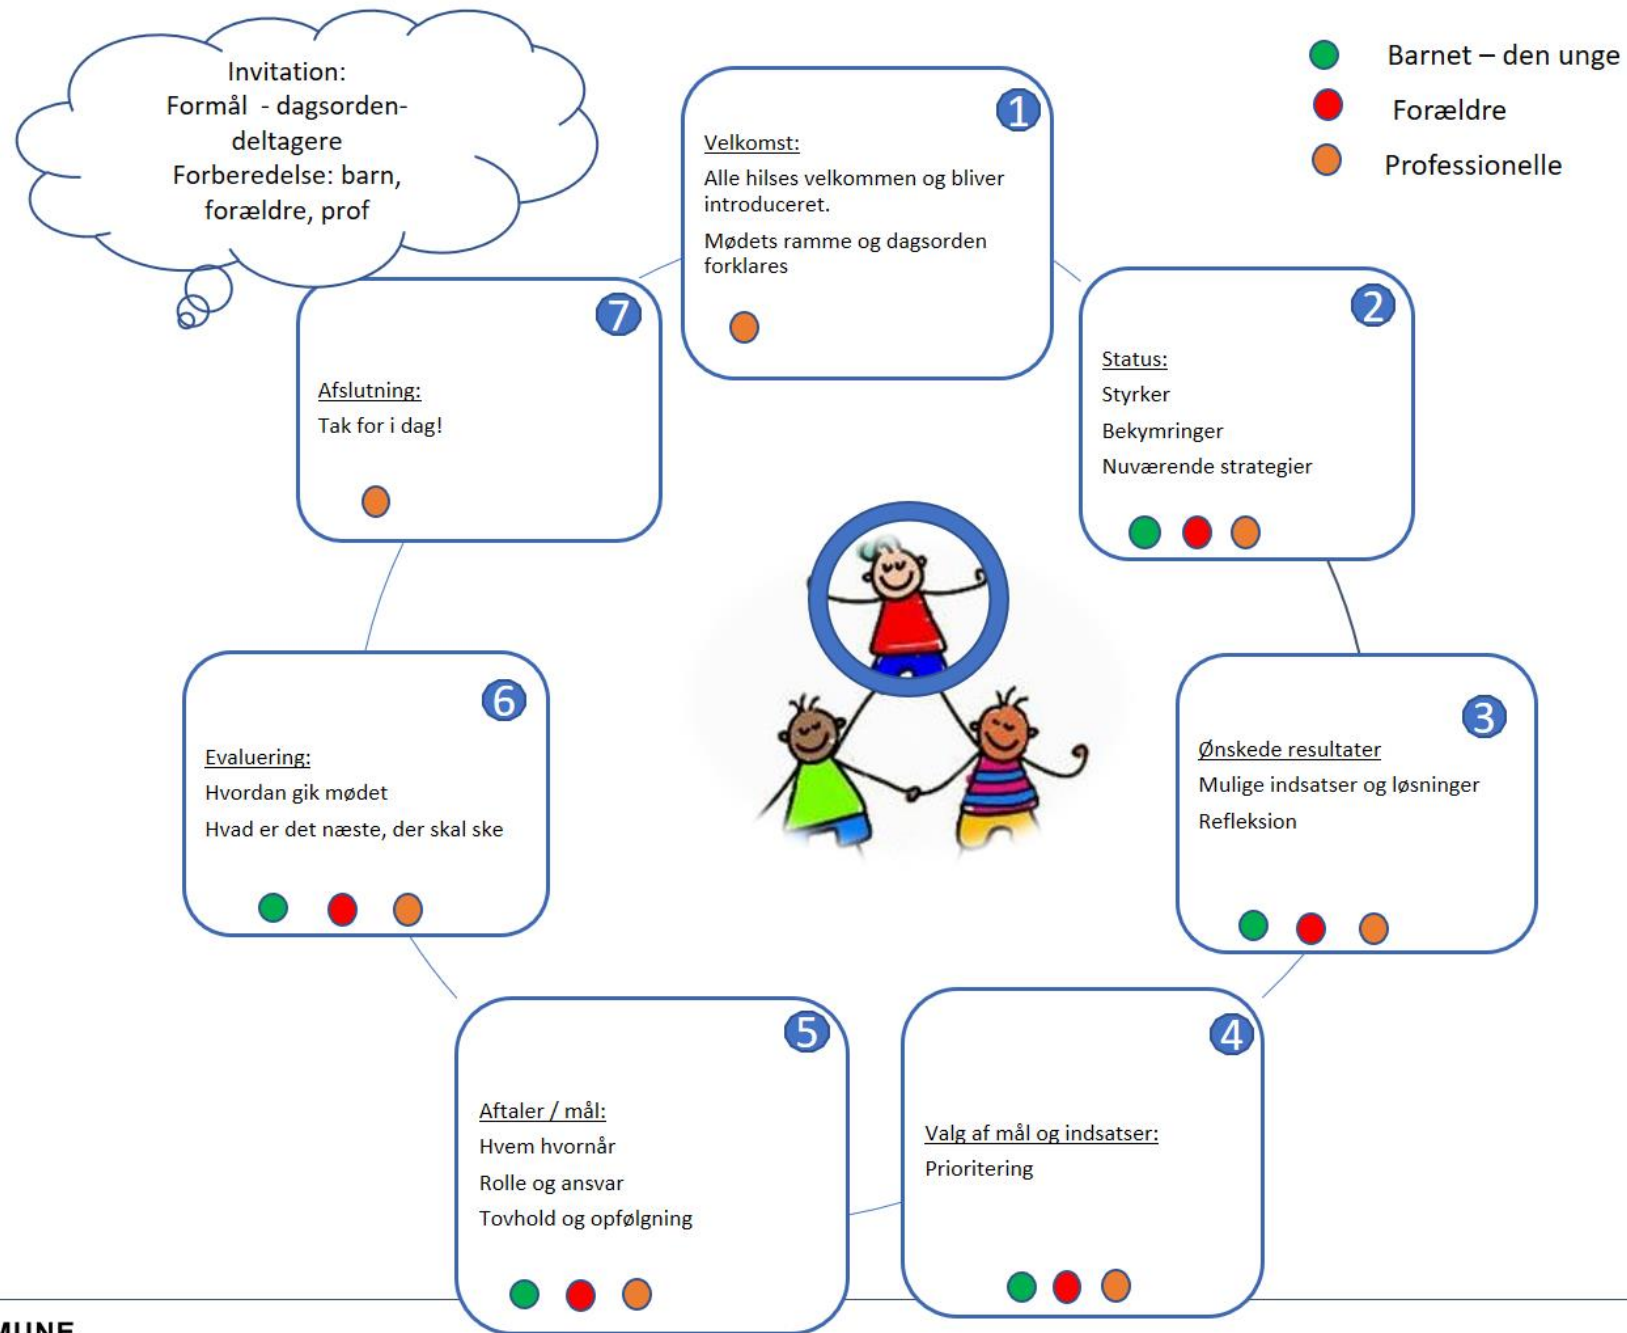 Invitation:
Formål - dagsorden-
deltagere
Forberedelse: barn,
forældre, prof
Barnet – den unge
Forældre
Professionelle
1
Velkomst:
Alle hilses velkommen og bliver
introduceret.
Mødets ramme og dagsorden
forklares
2
Status:
Styrker
Bekymringer
Nuværende strategier
3
Ønskede resultater
Mulige indsatser og løsninger
Refleksion
4
Valg af mål og indsatser:
Prioritering
5
Aftaler / mål:
Hvem hvornår
Rolle og ansvar
Tovhold og opfølgning
6
Evaluering:
Hvordan gik mødet
Hvad er det næste, der skal ske
7
Afslutning:
Tak for i dag!